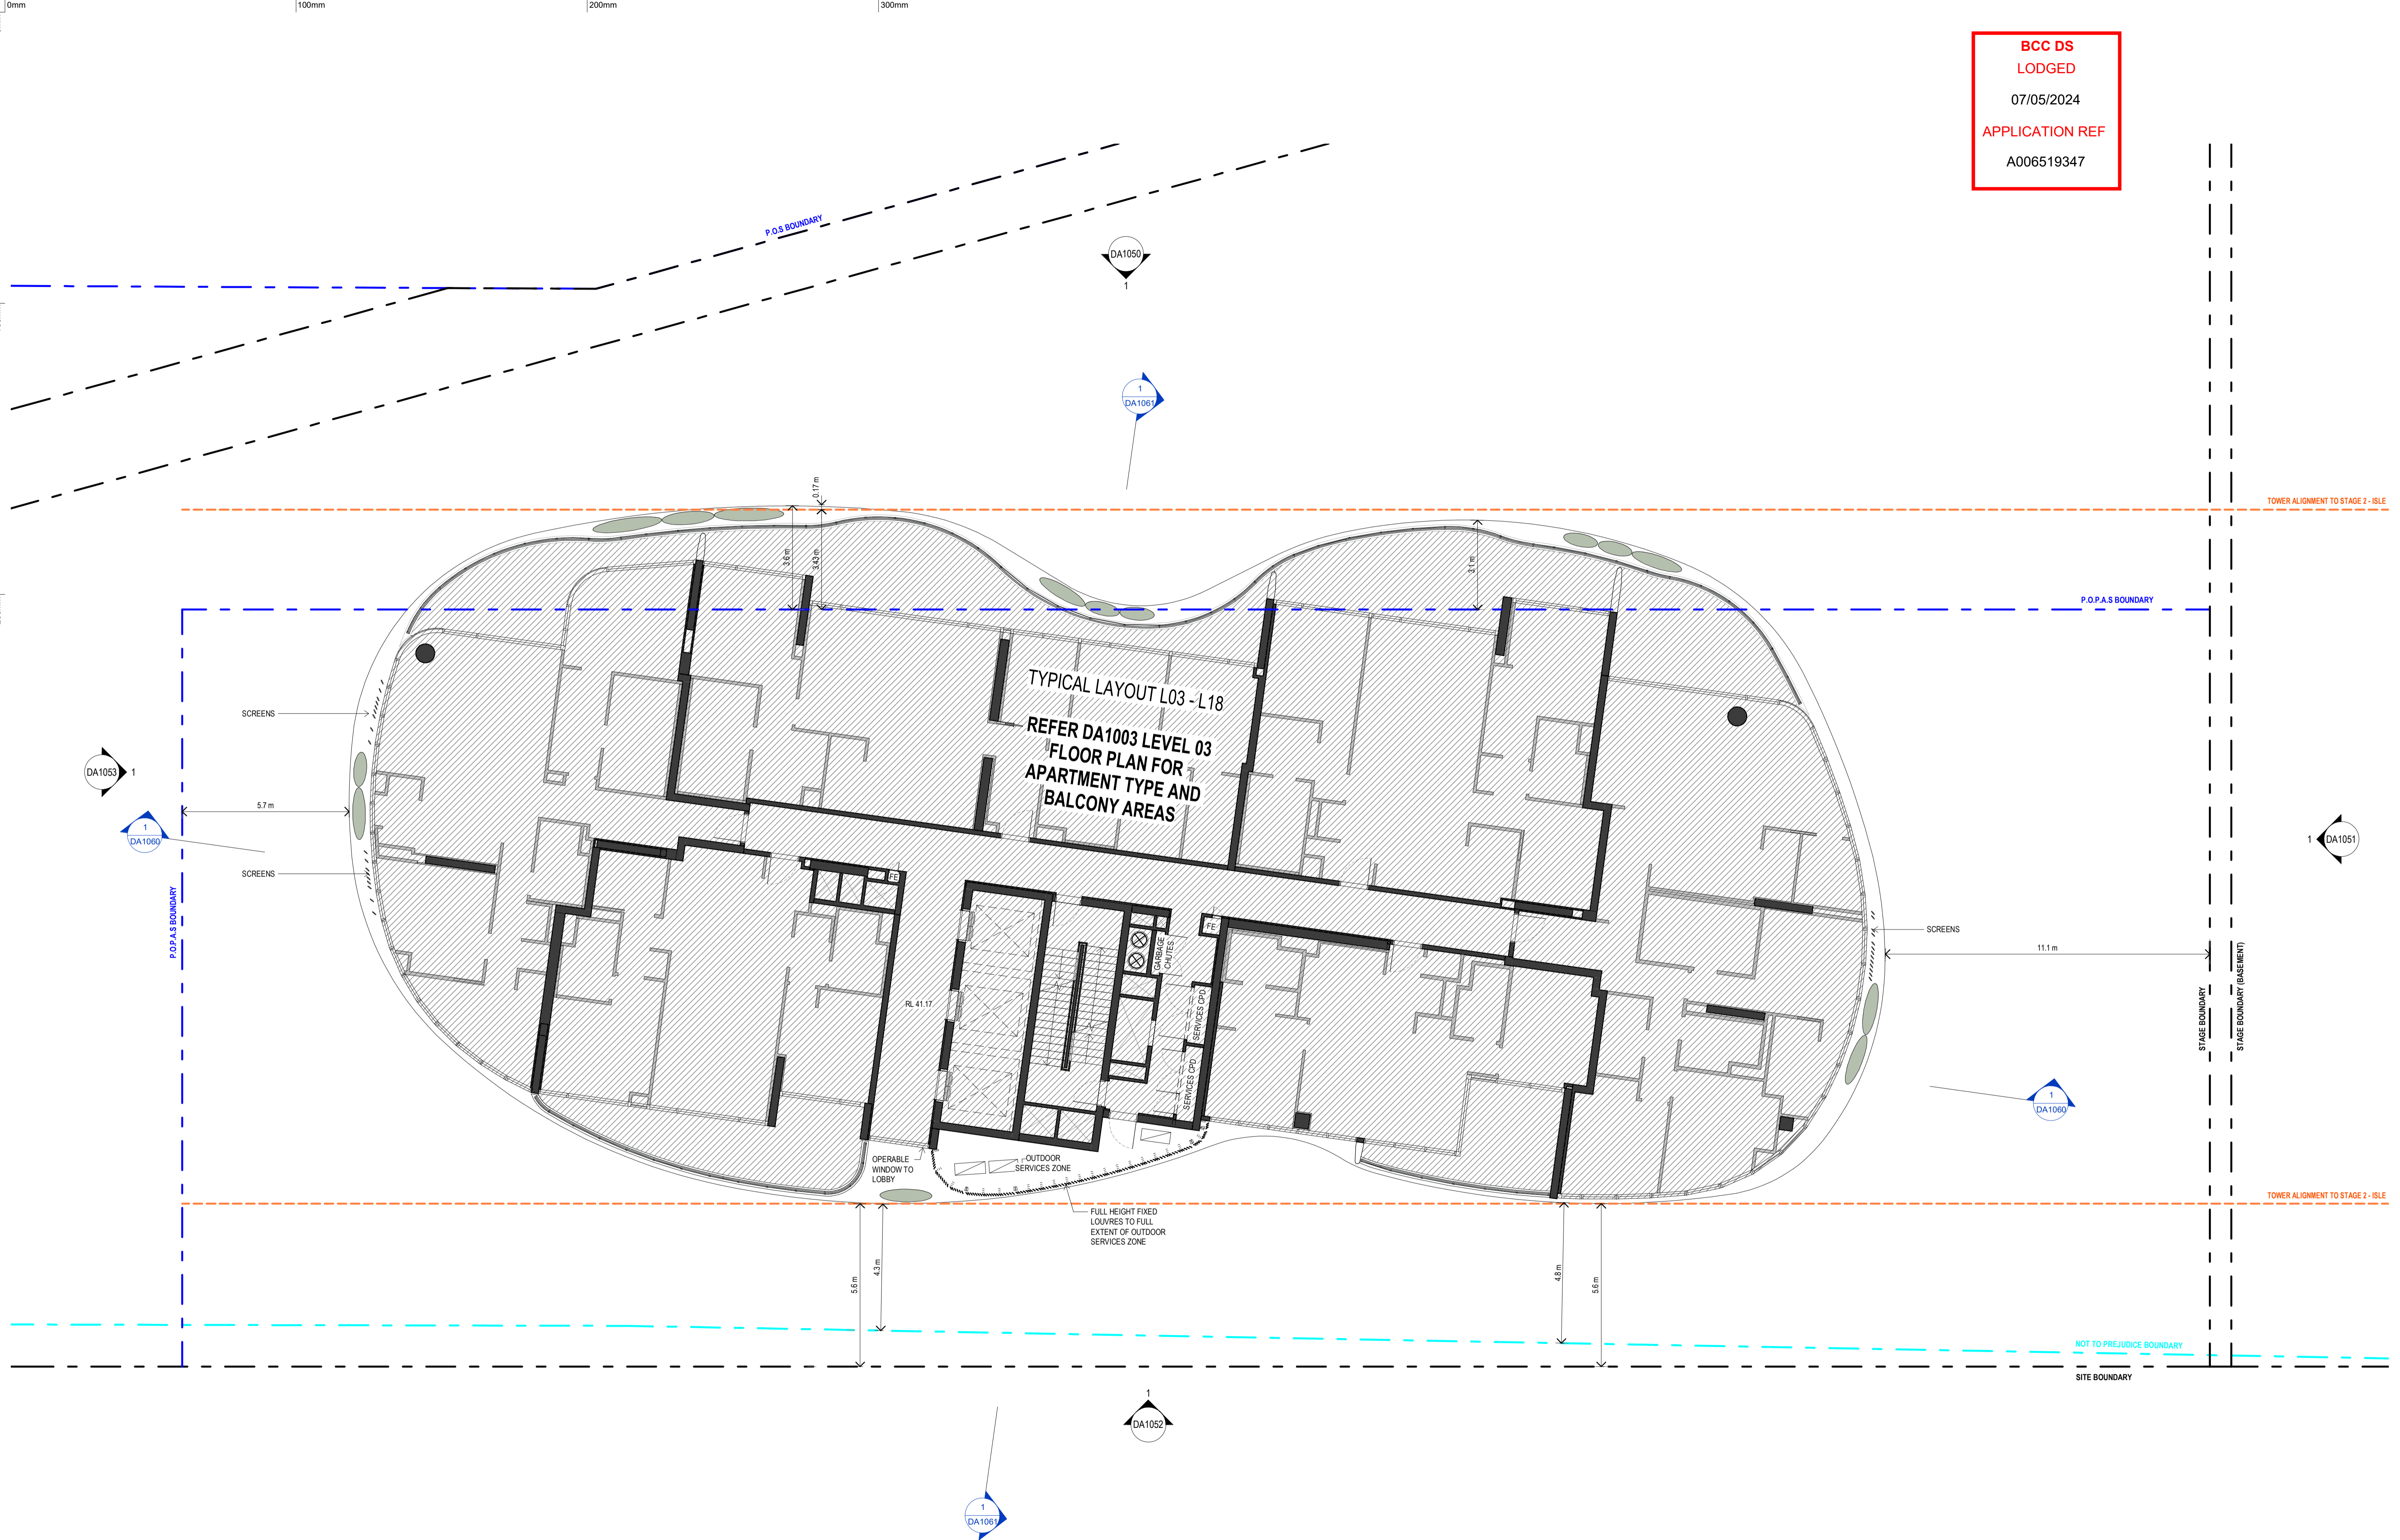 0mm
100mm
200mm
300mm
BCC DS
LODGED
07/05/2024
APPLICATION REF
A006519347
P.O.S BOUNDARY
DA1050
1
1
DA1061
0.17 m
TOWER ALIGNMENT TO STAGE 2 - ISLE
3.6 m
3.43 m
3.1 m
P.O.P.A.S BOUNDARY
TYPICAL LAYOUT L03 - L18
REFER DA1003 LEVEL 03
FLOOR PLAN FOR
APARTMENT TYPE AND
BALCONY AREAS
SCREENS
DA1053
1
5.7 m
1
DA1060
SCREENS
P.O.P.A.S BOUNDARY
FE
FE
GARBAGE
CHUTES
SERVICES CPD
SERVICES CPD
RL 41.17
1
DA1051
SCREENS
11.1 m
STAGE BOUNDARY
STAGE BOUNDARY (BASEMENT)
1
DA1060
OPERABLE
WINDOW TO
LOBBY
OUTDOOR
SERVICES ZONE
FULL HEIGHT FIXED
LOUVRES TO FULL
EXTENT OF OUTDOOR
SERVICES ZONE
TOWER ALIGNMENT TO STAGE 2 - ISLE
5.6 m
4.3 m
4.8 m
5.6 m
NOT TO PREJUDICE BOUNDARY
SITE BOUNDARY
1
DA1052
1
DA1061